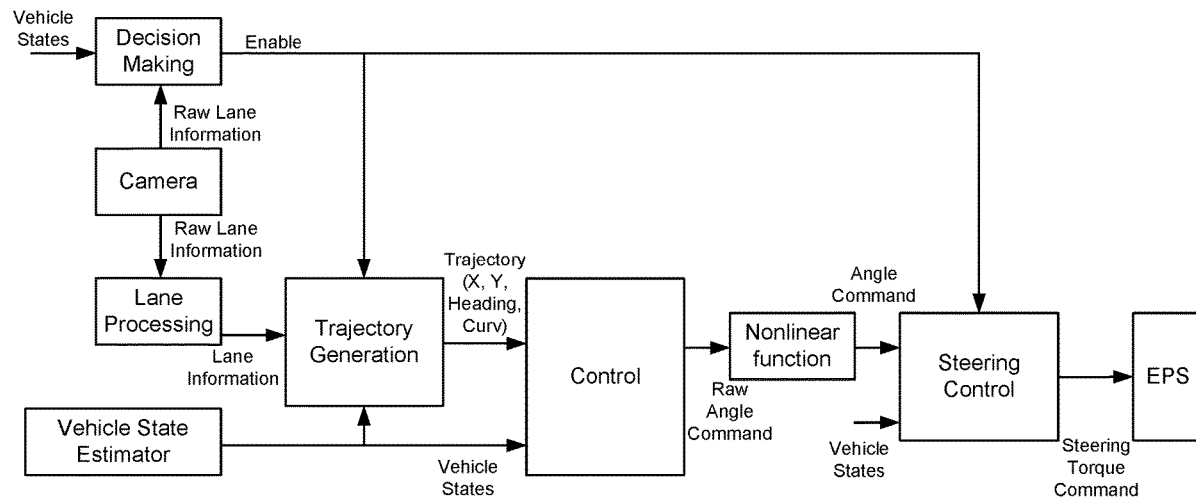 Vehicle
States
Decision
Making
Enable
Raw Lane
Information
Camera
Raw Lane
Information
Lane
Processing
Lane
Information
Trajectory
Generation
Trajectory
(X, Y,
Heading,
Curv)
Vehicle State
Estimator
Vehicle
States
Control
Raw
Angle
Command
Nonlinear
function
Angle
Command
Vehicle
States
Steering
Control
Steering
Torque
Command
EPS